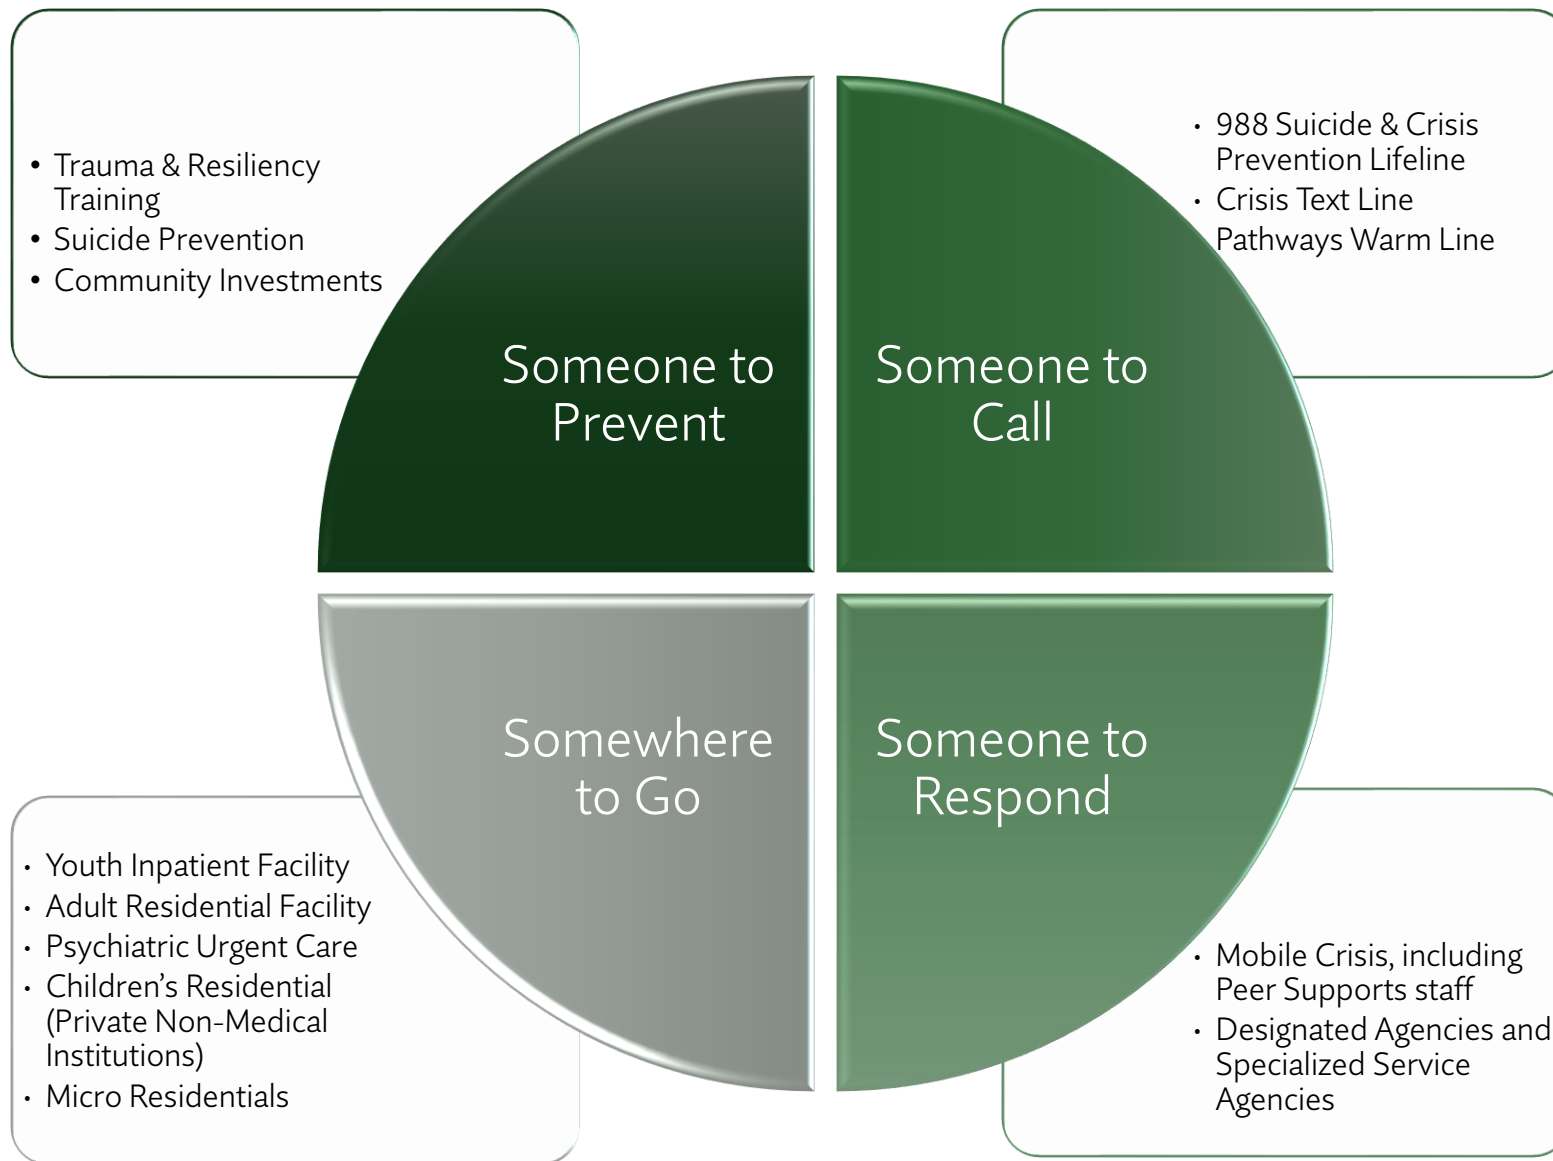 • Trauma & Resiliency
Training
• Suicide Prevention
• Community Investments
• 988 Suicide & Crisis
Prevention Lifeline
• Crisis Text Line
Pathways Warm Line
Someone to
Prevent
Someone to
Call
Somewhere
to Go
Someone to
Respond
• Youth Inpatient Facility
• Adult Residential Facility
• Psychiatric Urgent Care
• Children’s Residential
(Private Non-Medical
Institutions)
• Micro Residentials
• Mobile Crisis, including
Peer Supports staff
• Designated Agencies and
Specialized Service
Agencies